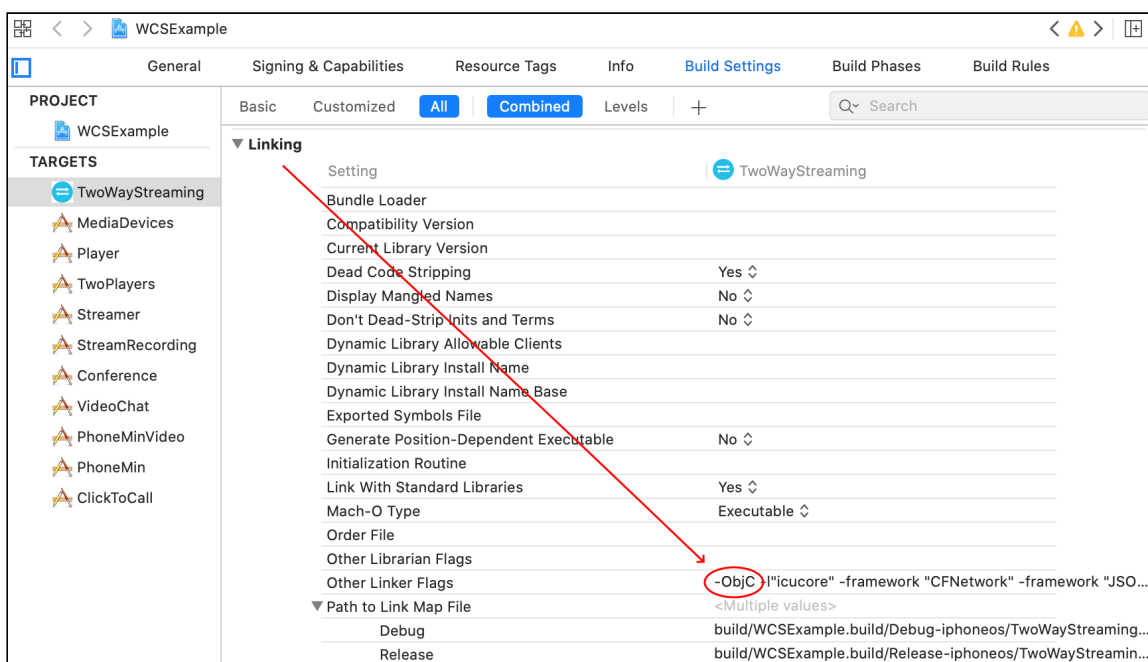 WCSExample
General Signing & Capabilities Resource Tags Info Build Settings Build Phases Build Rules
PROJECT
WCSExample
TARGETS
TwoWayStreaming
MediaDevices
Player
TwoPlayers
Streamer
StreamRecording
Conference
VideoChat
PhoneMinVideo
PhoneMin
ClickToCall
Basic Customized All Combined Levels Search
Linking
Setting TwoWayStreaming
Bundle Loader
Compatibility Version
Current Library Version
Dead Code Stripping Yes
Display Mangled Names No
Don't Dead-Strip Inits and Terms No
Dynamic Library Allowable Clients
Dynamic Library Install Name
Dynamic Library Install Name Base
Exported Symbols File
Generate Position-Dependent Executable No
Initialization Routine
Link With Standard Libraries Yes
Mach-O Type Executable
Order File
Other Librarian Flags
Other Linker Flags -ObjC -l"icucore" -framework "CFNetwork" -framework "JSO...
Path to Link Map File <Multiple values>
Debug build/WCSExample.build/Debug-iphoneos/TwoWayStreaming...
Release build/WCSExample.build/Release-iphoneos/TwoWayStreamin...